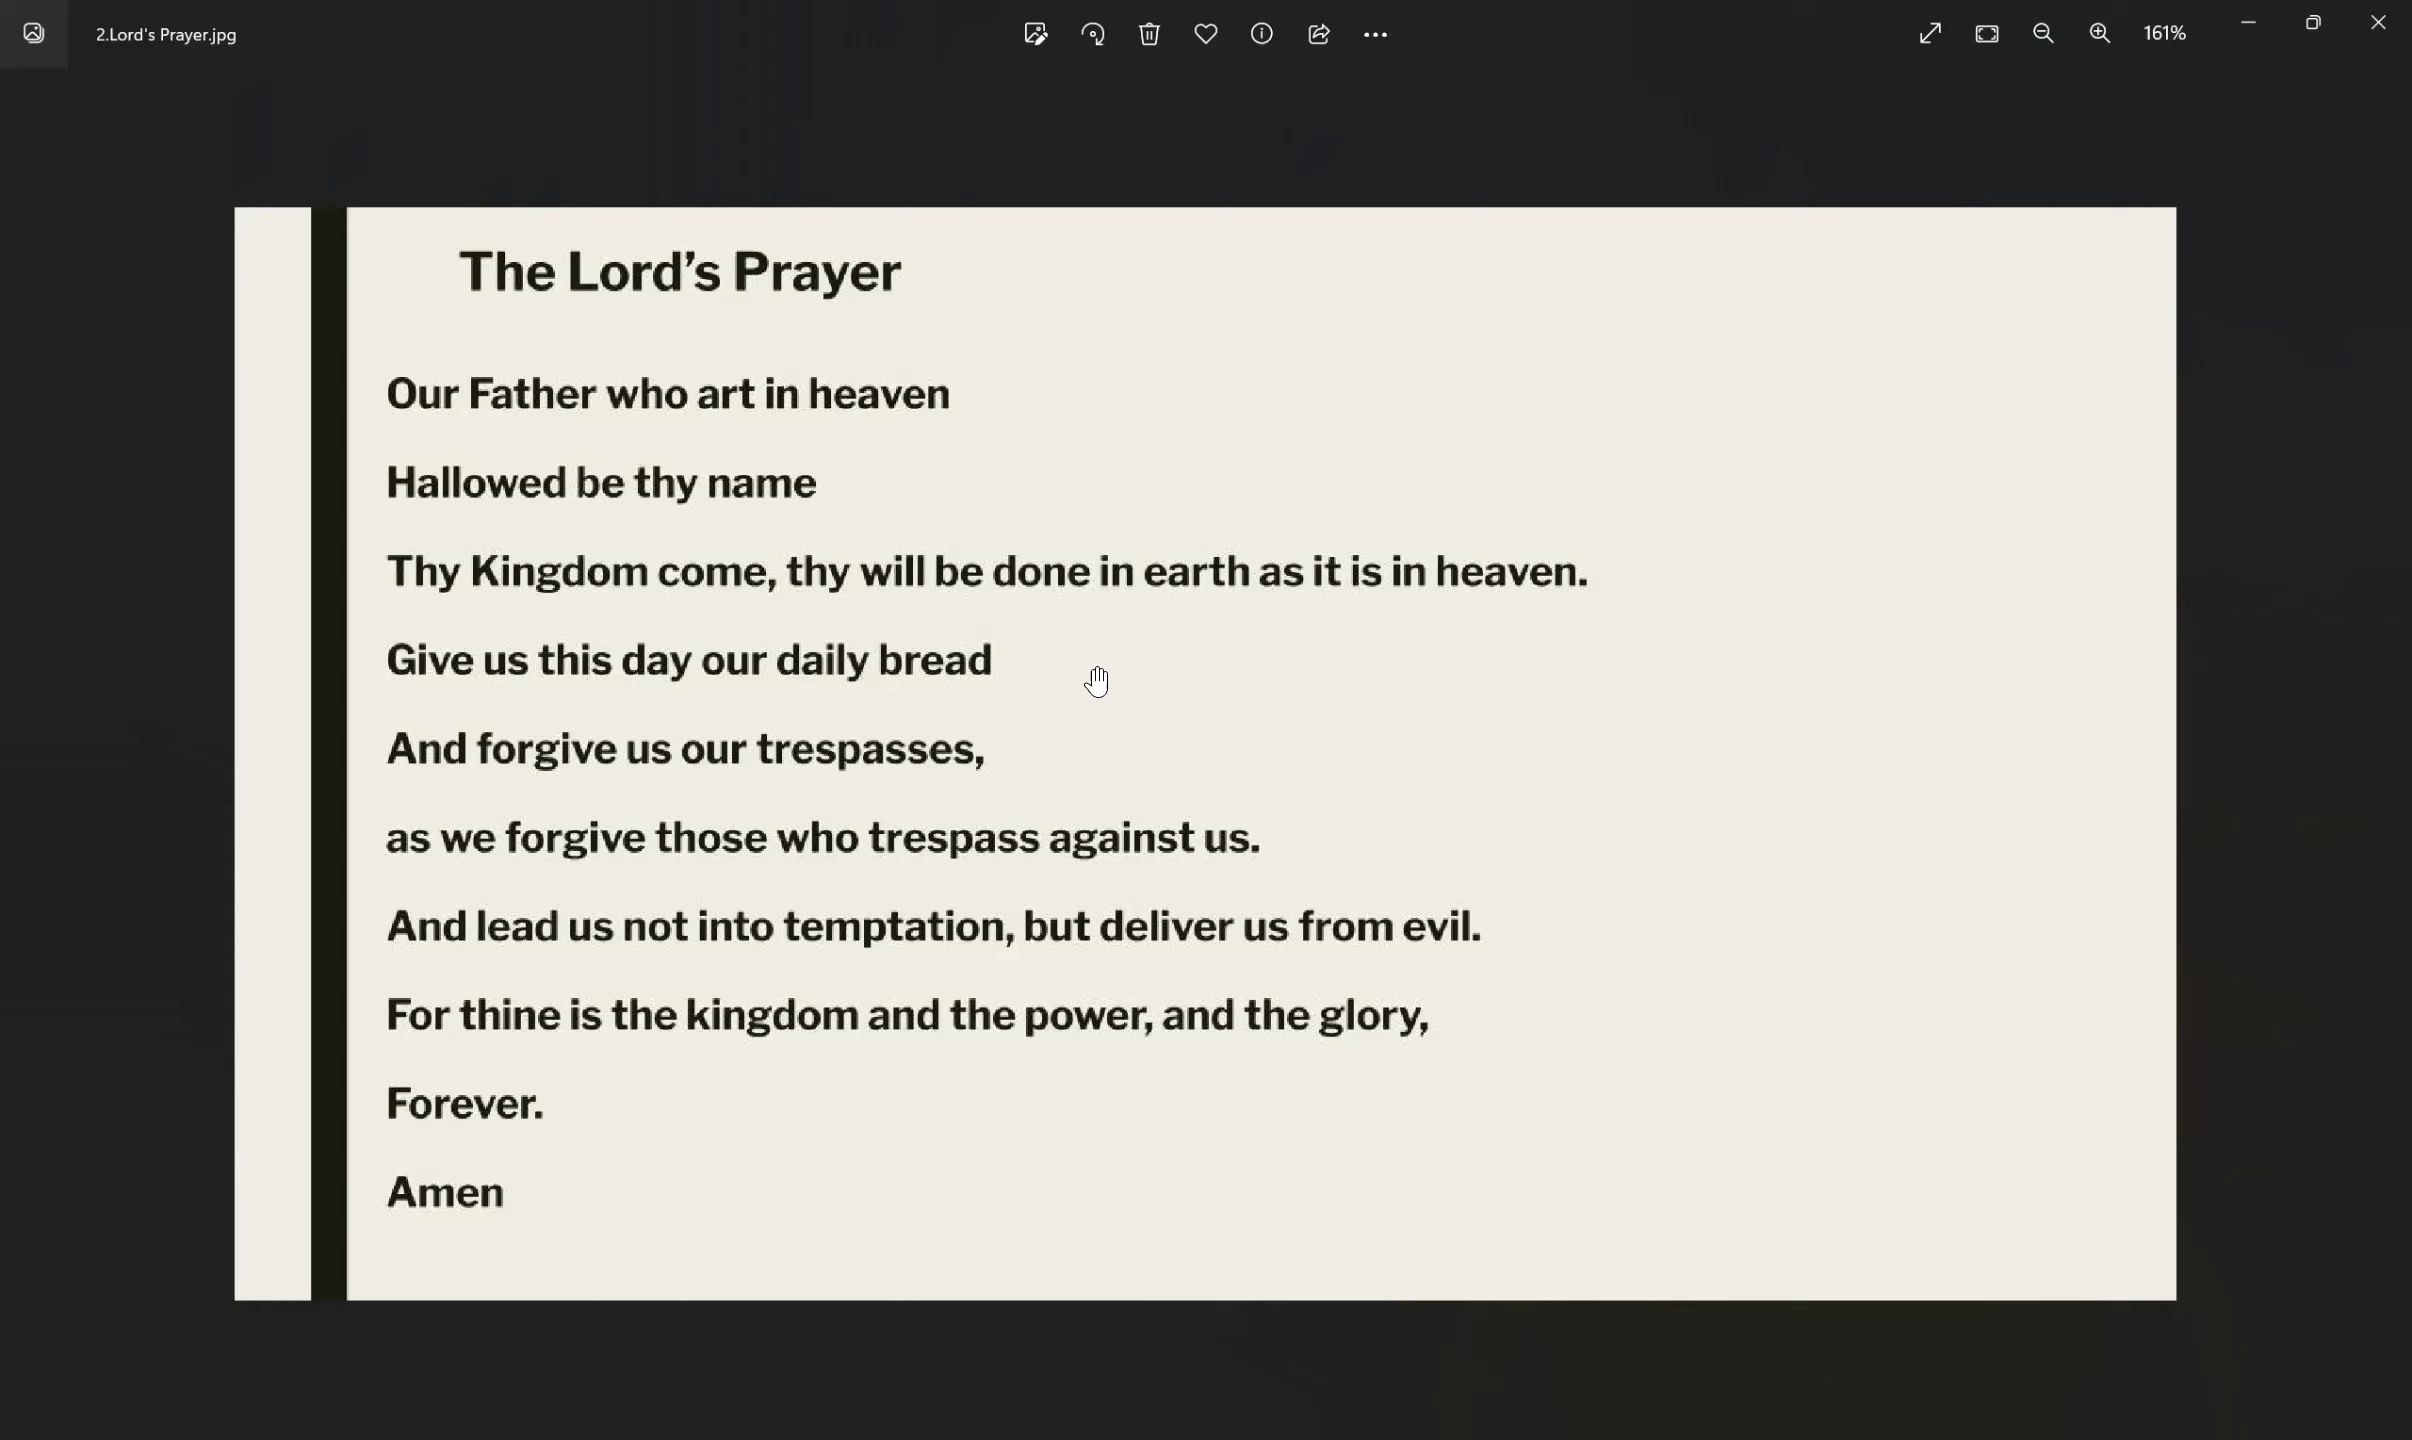 2.Lord's Prayer.jpg
161%
The Lord’s Prayer
Our Father who art in heaven
Hallowed be thy name
Thy Kingdom come, thy will be done in earth as it is in heaven.
Give us this day our daily bread
And forgive us our trespasses,
as we forgive those who trespass against us.
And lead us not into temptation, but deliver us from evil.
For thine is the kingdom and the power, and the glory,
Forever.
Amen